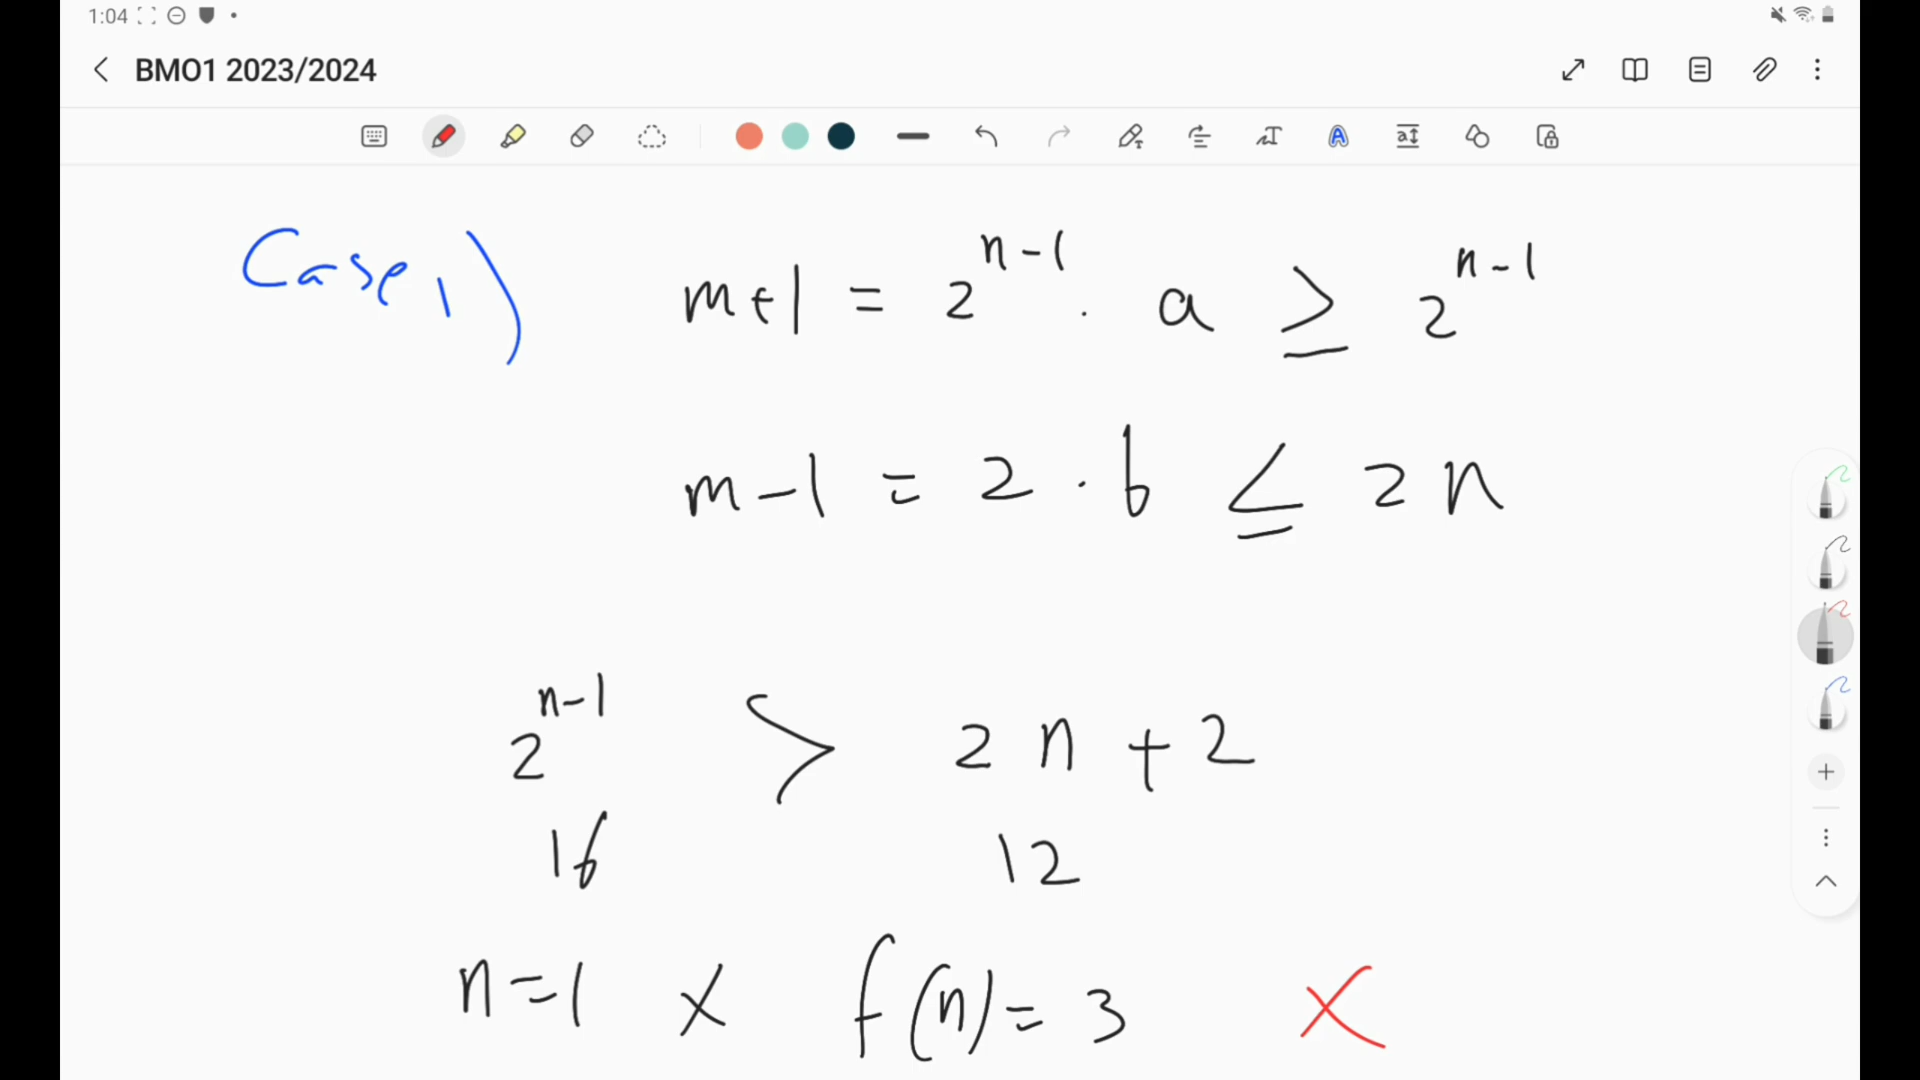 1:04
BMO1 2023/2024
Case 1)
m+1 = 2^{n-1} · a ≥ 2^{n-1}
m-1 = 2 · b ≤ 2n
2^{n-1} > 2n+2
16 12
n=1 X f(n)=3 X